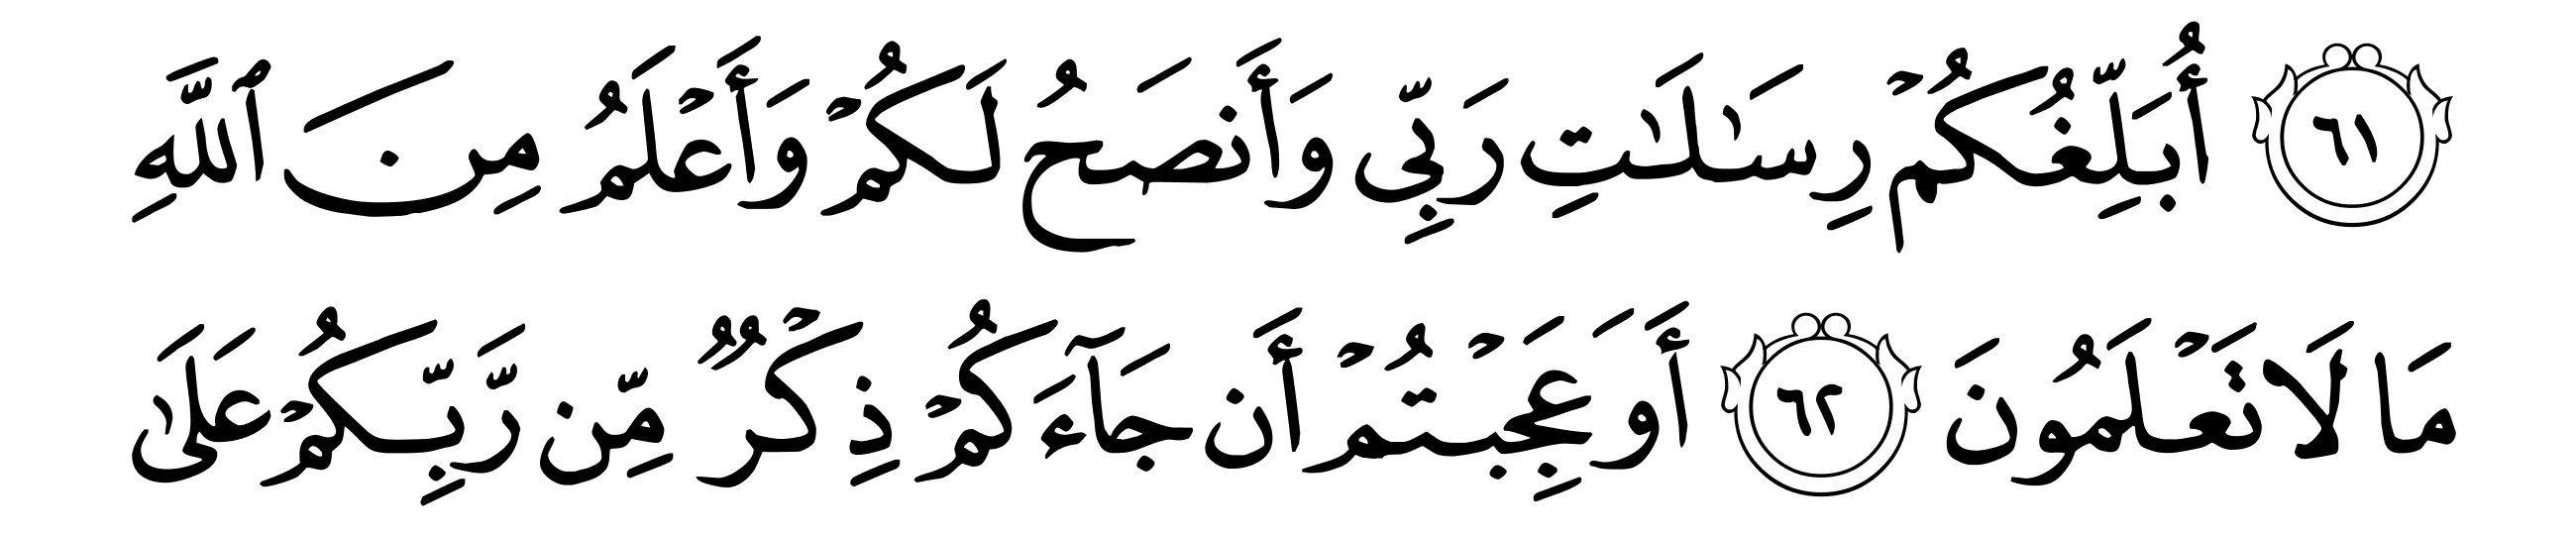 ٦١ أُبَلِّغُكُمْ رِسَٰلَٰتِ رَبِّى وَأَنصَحُ لَكُمْ وَأَعْلَمُ مِنَ ٱللَّهِ
مَا لَا تَعْلَمُونَ ٦٢ أَوَعَجِبْتُمْ أَن جَآءَكُمْ ذِكْرٌ مِّن رَّبِّكُمْ عَلَىٰ